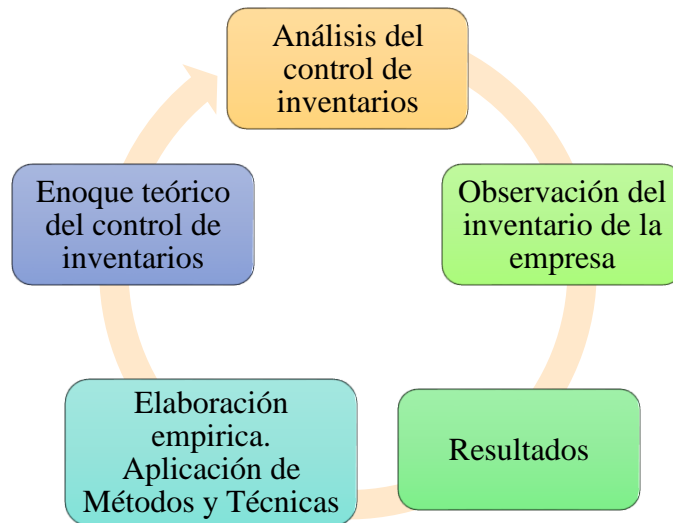 Análisis del
control de
inventarios
Observación del
inventario de la
empresa
Resultados
Elaboración
empirica.
Aplicación de
Métodos y Técnicas
Enoque teórico
del control de
inventarios